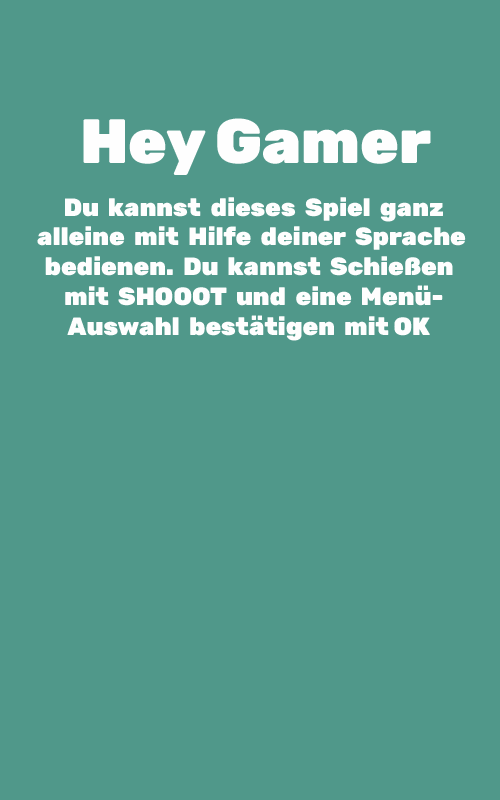 Hey Gamer
Du kannst dieses Spiel ganz
alleine mit Hilfe deiner Sprache
bedienen. Du kannst Schießen
mit SHOOOT und eine Menü-
Auswahl bestätigen mit OK